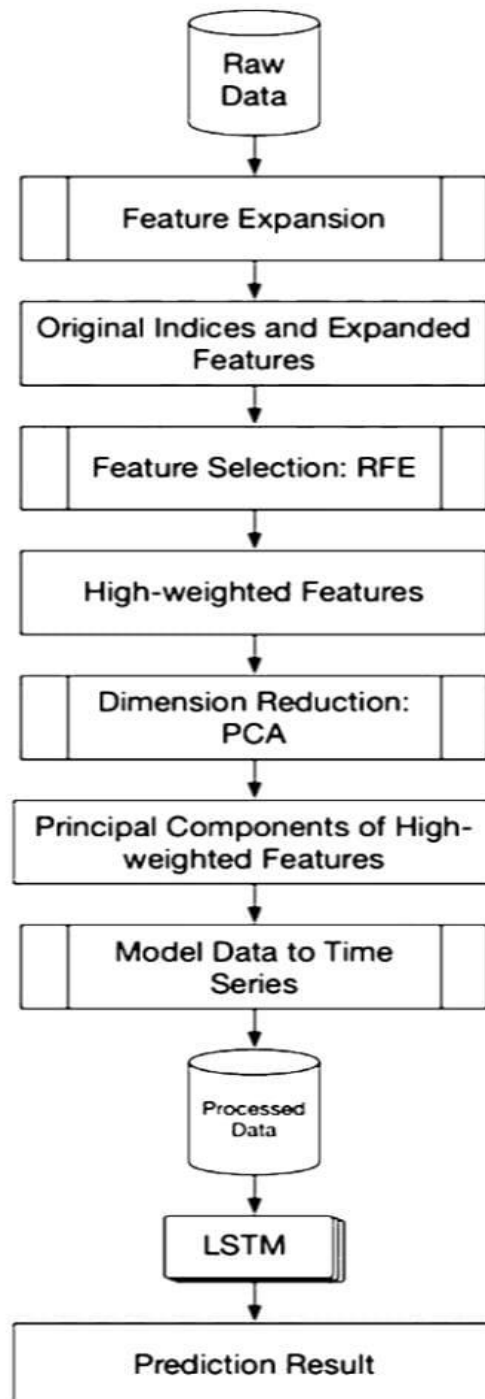 Raw
Data
Feature Expansion
Original Indices and Expanded
Features
Feature Selection: RFE
High-weighted Features
Dimension Reduction:
PCA
Principal Components of High-
weighted Features
Model Data to Time
Series
Processed
Data
LSTM
Prediction Result